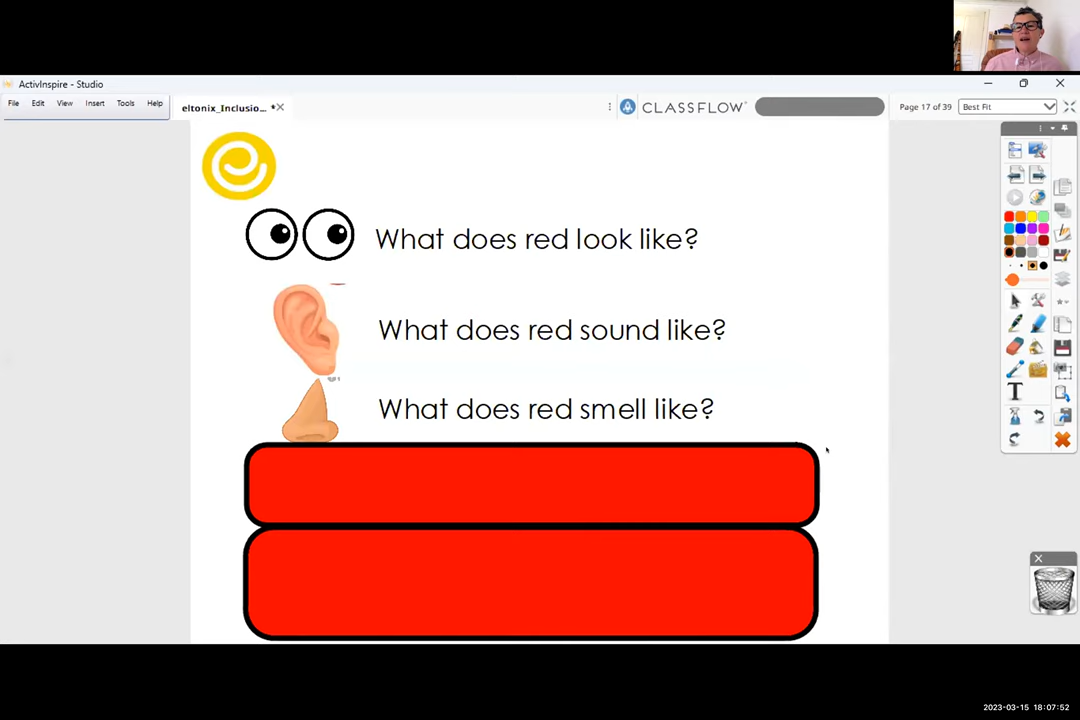 ActivInspire - Studio
File Edit View Insert Tools Help
eltonix_Inclusio... *
CLASSFLOW
Page 17 of 39
Best Fit
What does red look like?
What does red sound like?
What does red smell like?
2023-03-15 18:07:52